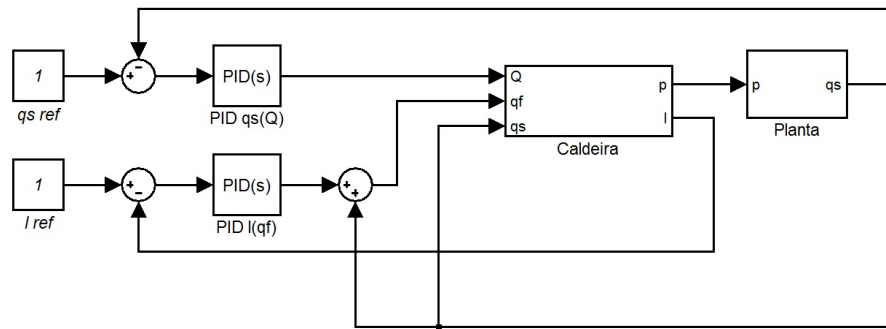 1
qs ref
PID(s)
PID qs(Q)
Q
qf
qs
p
l
Caldeira
p
qs
Planta
1
l ref
PID(s)
PID l(qf)